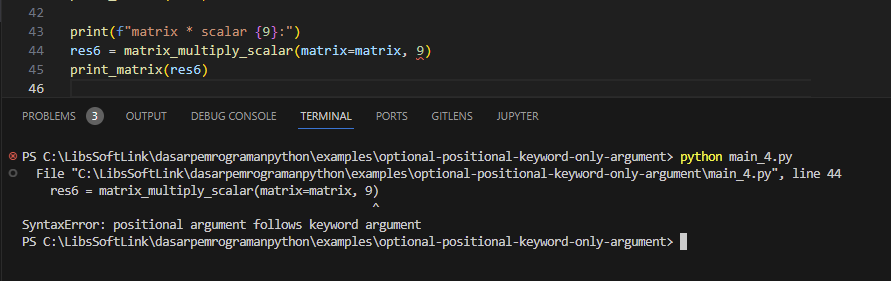 42
43 print(f"matrix * scalar {9}:")
44 res6 = matrix_multiply_scalar(matrix=matrix, 9)
45 print_matrix(res6)
46
PROBLEMS 3 OUTPUT DEBUG CONSOLE TERMINAL PORTS GITLENS JUPYTER
PS C:\LibsSoftLink\dasarpemrogramanpython\examples\optional-positional-keyword-only-argument> python main_4.py
File "C:\LibsSoftLink\dasarpemrogramanpython\examples\optional-positional-keyword-only-argument\main_4.py", line 44
res6 = matrix_multiply_scalar(matrix=matrix, 9)
^
SyntaxError: positional argument follows keyword argument
PS C:\LibsSoftLink\dasarpemrogramanpython\examples\optional-positional-keyword-only-argument>